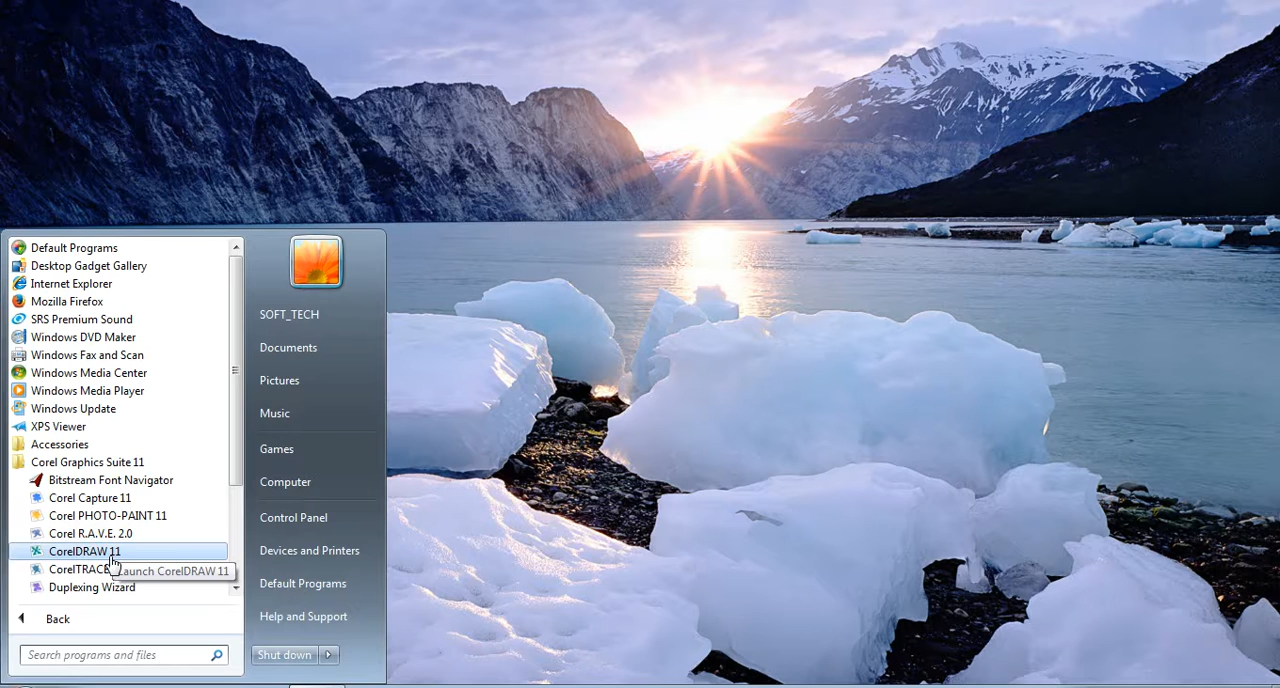 Default Programs
Desktop Gadget Gallery
Internet Explorer
Mozilla Firefox
SRS Premium Sound
Windows DVD Maker
Windows Fax and Scan
Windows Media Center
Windows Media Player
Windows Update
XPS Viewer
Accessories
Corel Graphics Suite 11
Bitstream Font Navigator
Corel Capture 11
Corel PHOTO-PAINT 11
Corel R.A.V.E. 2.0
CorelDRAW 11
CorelTRACE
Launch CorelDRAW 11
Duplexing Wizard
Back
Search programs and files
SOFT_TECH
Documents
Pictures
Music
Games
Computer
Control Panel
Devices and Printers
Default Programs
Help and Support
Shut down